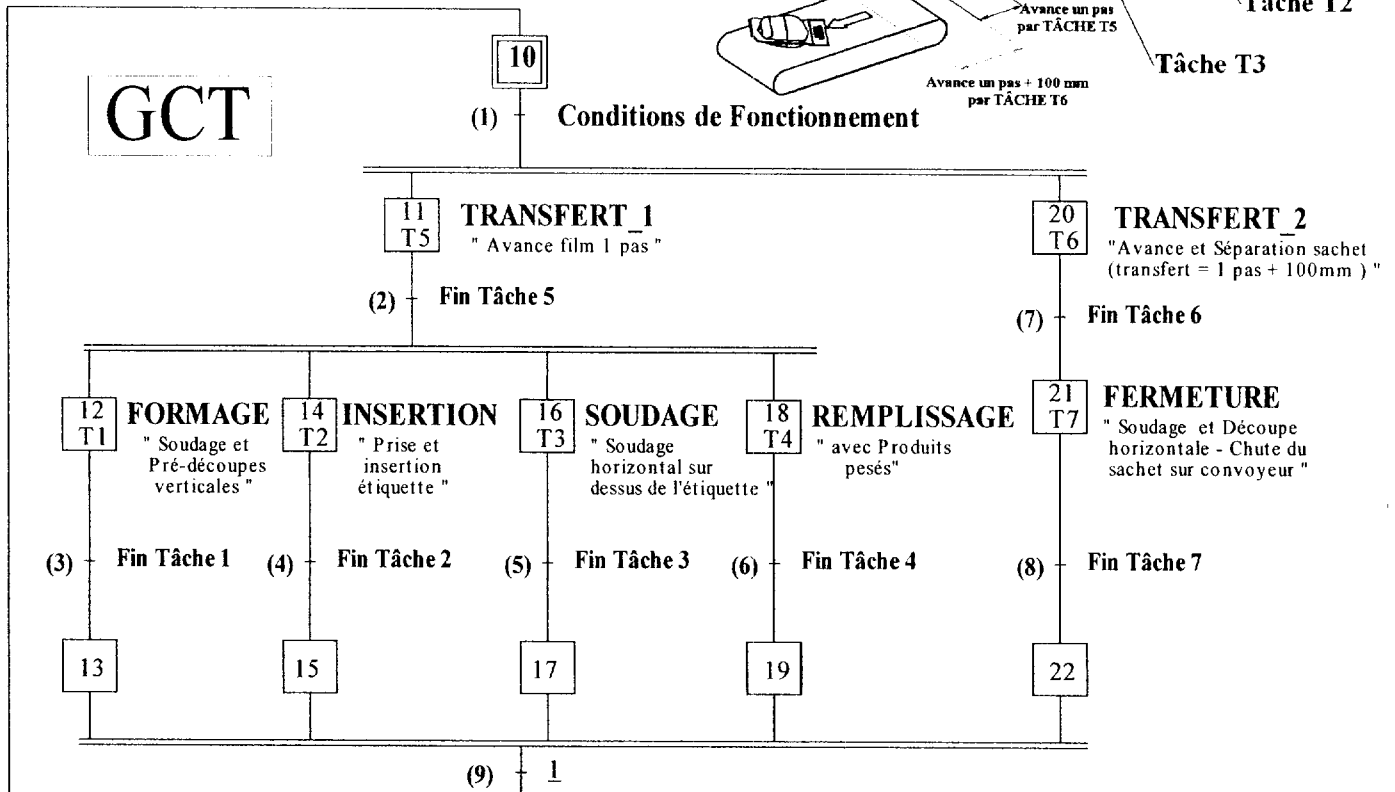 Avance un pas
par TÂCHE T5
Tâche T2
Tâche T3
Avance un pas + 100 mm
par TÂCHE T6
GCT
10
(1) Conditions de Fonctionnement
11
T5
TRANSFERT_1
" Avance film 1 pas "
20
T6
TRANSFERT_2
"Avance et Séparation sachet
(transfert = 1 pas + 100mm ) "
(2) Fin Tâche 5
(7) Fin Tâche 6
12
T1
FORMAGE
" Soudage et
Pré-découpes
verticales "
14
T2
INSERTION
" Prise et
insertion
étiquette "
16
T3
SOUDAGE
" Soudage
horizontal sur
dessus de l'étiquette "
18
T4
REMPLISSAGE
" avec Produits
pesés"
21
T7
FERMETURE
" Soudage et Découpe
horizontale - Chute du
sachet sur convoyeur "
(3) Fin Tâche 1
(4) Fin Tâche 2
(5) Fin Tâche 3
(6) Fin Tâche 4
(8) Fin Tâche 7
13
15
17
19
22
(9) 1